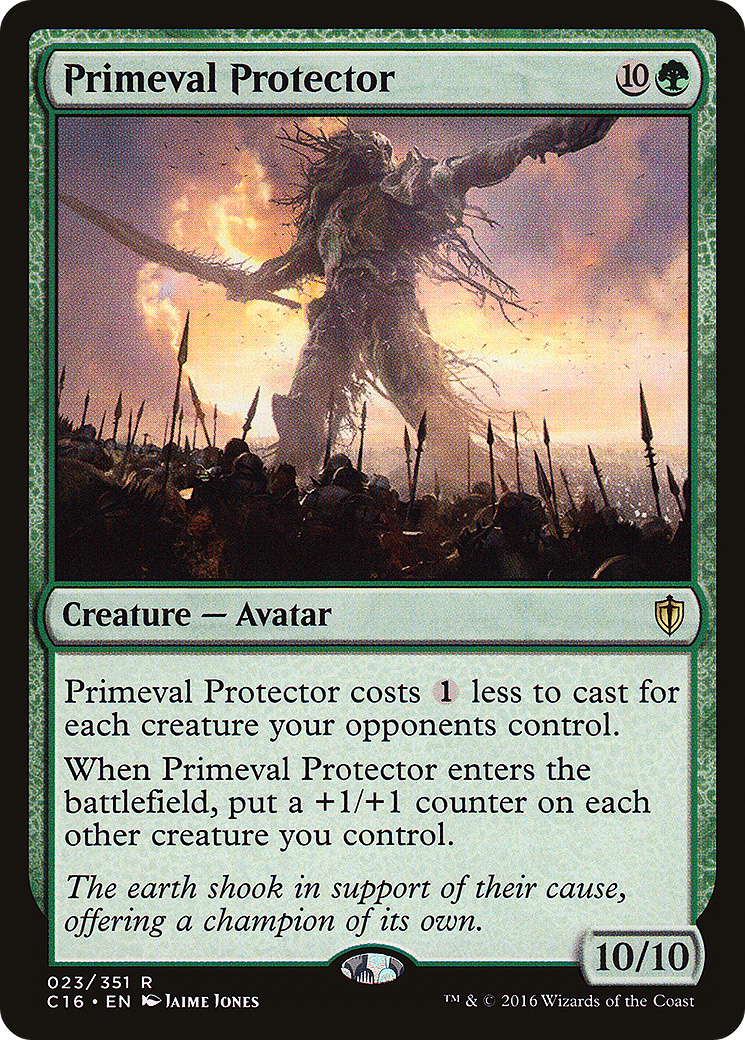 Primeval Protector 10
Creature — Avatar
Primeval Protector costs 1 less to cast for
each creature your opponents control.
When Primeval Protector enters the
battlefield, put a +1/+1 counter on each
other creature you control.
The earth shook in support of their cause,
offering a champion of its own.
10/10
023/351 R
C16 • EN Jaime Jones
™ & © 2016 Wizards of the Coast